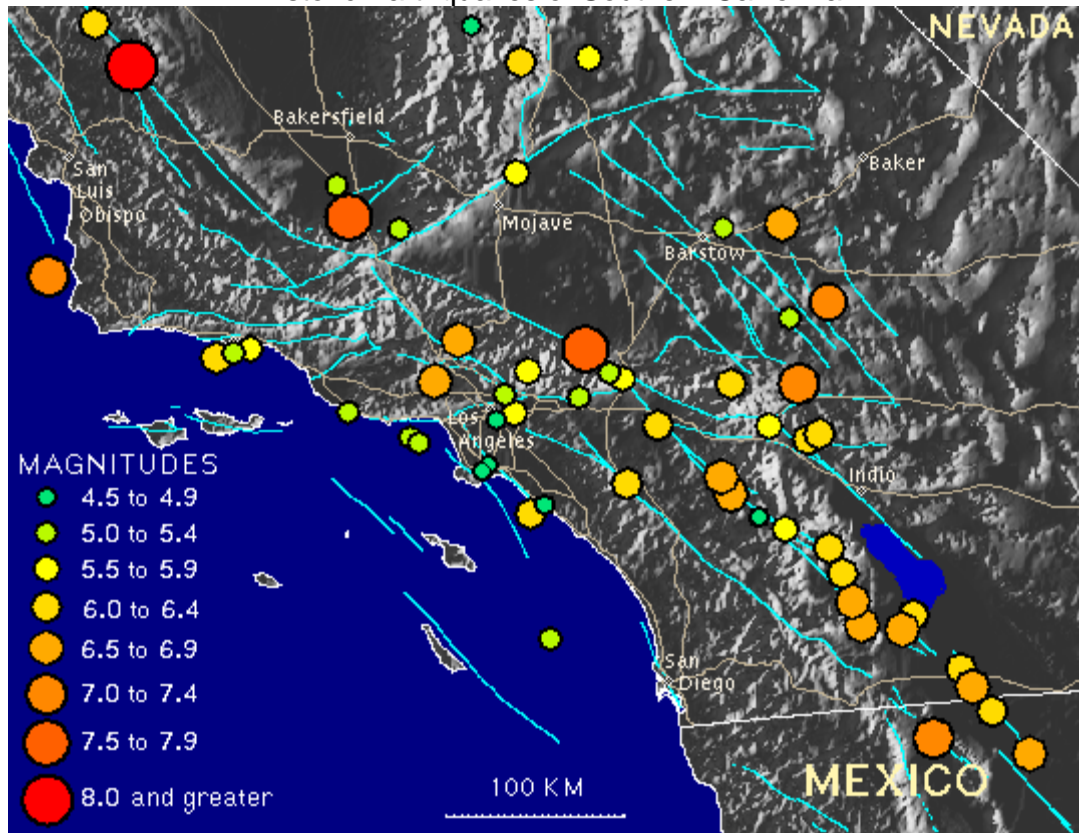 NEVADA
Bakersfield
San
Luis
Obispo
Baker
Mojave
Barstow
Los
Angeles
Indio
MAGNITUDES
4.5 to 4.9
5.0 to 5.4
5.5 to 5.9
6.0 to 6.4
6.5 to 6.9
7.0 to 7.4
7.5 to 7.9
8.0 and greater
San
Diego
100 KM
MEXICO